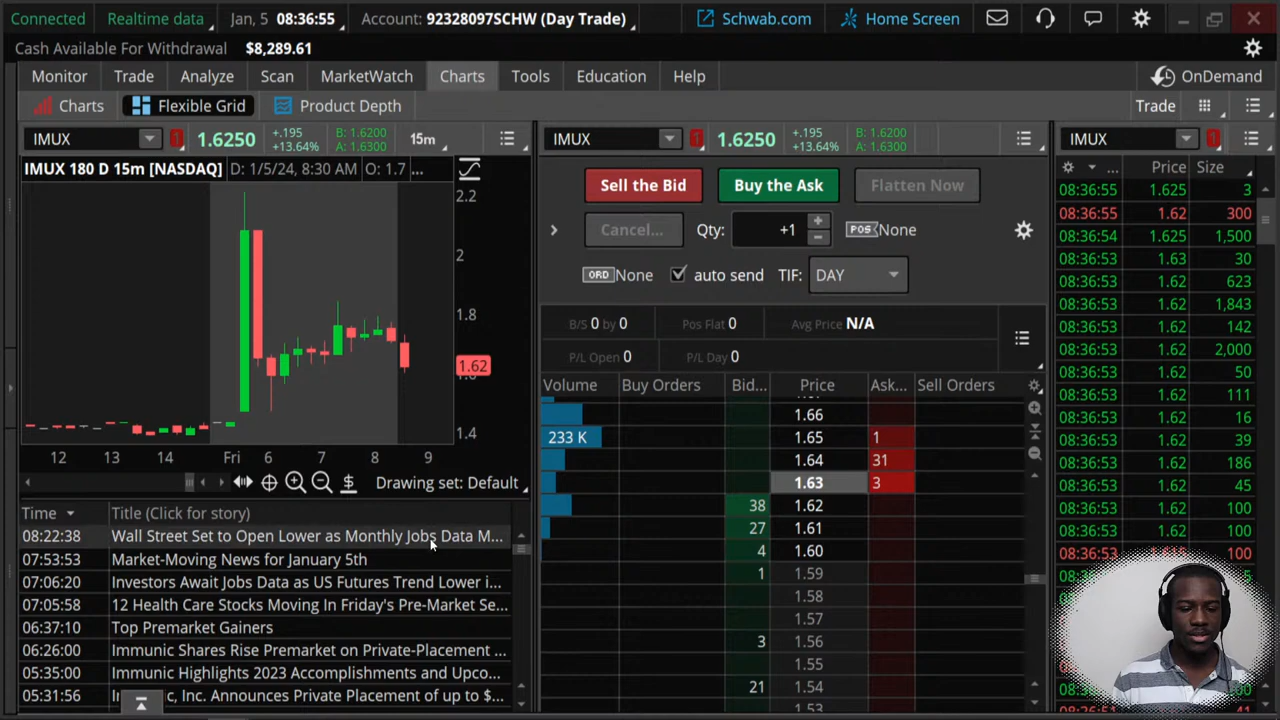 Connected Realtime data Jan, 5 08:36:55 Account: 92328097SCHW (Day Trade) Schwab.com Home Screen
Cash Available For Withdrawal $8,289.61
Monitor Trade Analyze Scan MarketWatch Charts Tools Education Help OnDemand
Charts Flexible Grid Product Depth Trade
IMUX 1 1.6250 +.195 +13.64% B: 1.6200 A: 1.6300 15m
IMUX 180 D 15m [NASDAQ] D: 1/5/24, 8:30 AM O: 1.7 ...
2.2
2
1.8
1.62
1.4
12 13 14 Fri 6 7 8 9
Drawing set: Default
Time Title (Click for story)
08:22:38 Wall Street Set to Open Lower as Monthly Jobs Data M...
07:53:53 Market-Moving News for January 5th
07:06:20 Investors Await Jobs Data as US Futures Trend Lower i...
07:05:58 12 Health Care Stocks Moving In Friday's Pre-Market Se...
06:37:10 Top Premarket Gainers
06:26:00 Immunic Shares Rise Premarket on Private-Placement ...
05:35:00 Immunic Highlights 2023 Accomplishments and Upco...
05:31:56 Inc. Announces Private Placement of up to $...
IMUX 1 1.6250 +.195 +13.64% B: 1.6200 A: 1.6300
Sell the Bid Buy the Ask Flatten Now
Cancel... Qty: +1 POS None
ORD None auto send TIF: DAY
B/S 0 by 0 Pos Flat 0 Avg Price N/A
P/L Open 0 P/L Day 0
Volume Buy Orders Bid... Price Ask... Sell Orders
1.66
233 K 1.65 1
1.64 31
1.63 3
38 1.62
27 1.61
4 1.60
1 1.59
1.58
1.57
3 1.56
1.55
21 1.54
1.53
IMUX 1
... Price Size
08:36:55 1.625 3
08:36:55 1.62 300
08:36:54 1.625 1,500
08:36:53 1.63 30
08:36:53 1.62 623
08:36:53 1.62 1,843
08:36:53 1.62 142
08:36:53 1.62 2,000
08:36:53 1.62 50
08:36:53 1.62 111
08:36:53 1.62 16
08:36:53 1.62 39
08:36:53 1.62 186
08:36:53 1.62 45
08:36:53 1.62 100
08:36:53 1.62 100
08:36:53 1.62 100